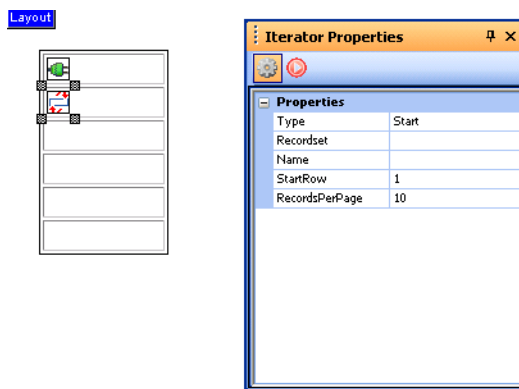 Layout
Iterator Properties
Properties
Type Start
Recordset
Name
StartRow 1
RecordsPerPage 10